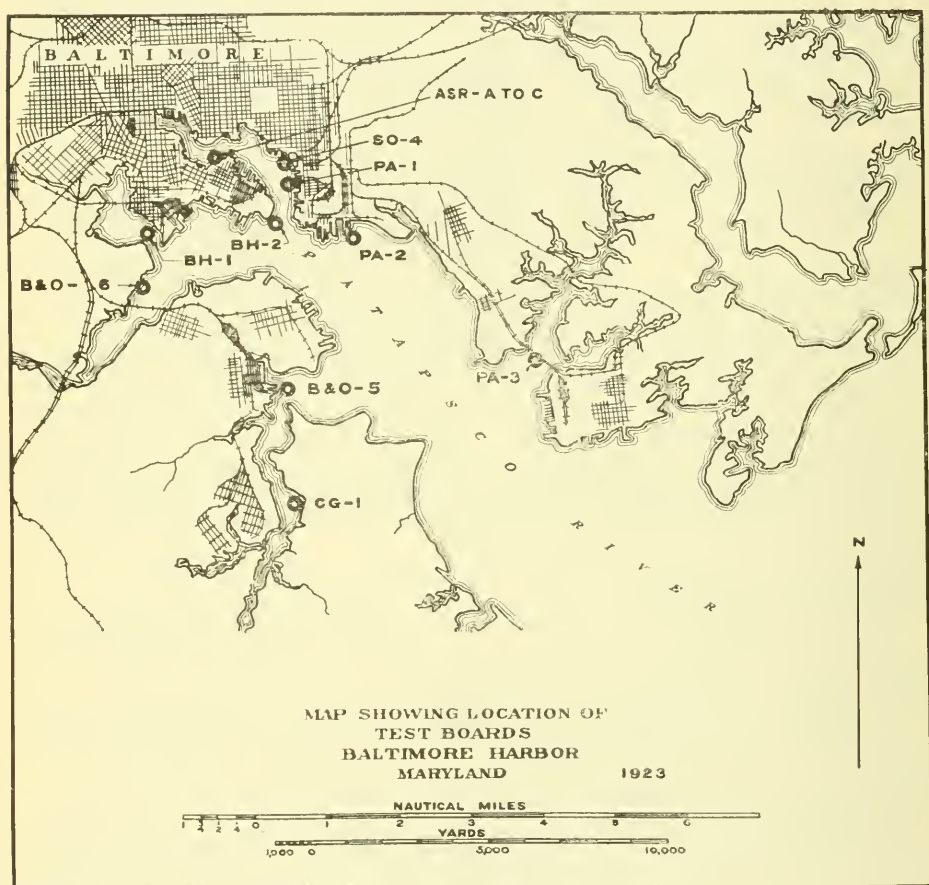 BALTIMORE
ASR-A TO C
SO-4
PA-1
BH-2
PA-2
BH-1
B&O-6
PATAPSCO RIVER
PA-3
B&O-5
CG-1
N
MAP SHOWING LOCATION OF
TEST BOARDS
BALTIMORE HARBOR
MARYLAND 1923
NAUTICAL MILES
1 0 1 2 3 4 5 6
YARDS
1,000 0 5,000 10,000